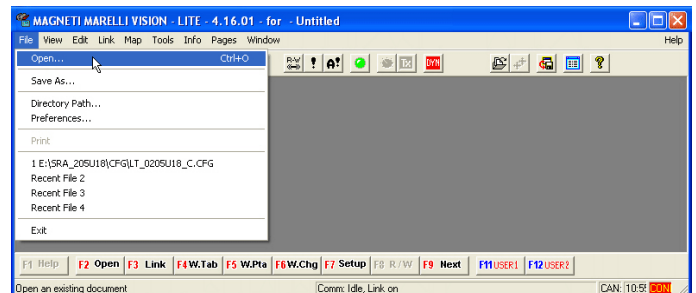 MAGNETI MARELLI VISION - LITE - 4.16.01 - for - Untitled
File View Edit Link Map Tools Info Pages Window Help
Open... Ctrl+O
R/W ! A! Tx DYN ?
Save As...
Directory Path...
Preferences...
Print
1 E:\SRA_205U18\CFG\LT_0205U18_C.CFG
Recent File 2
Recent File 3
Recent File 4
Exit
F1 Help F2 Open F3 Link F4 W.Tab F5 W.Pta F6 W.Chg F7 Setup F8 R/W F9 Next F11 USER1 F12 USER2
Open an existing document Comm: Idle, Link on CAN: 10:5! CON